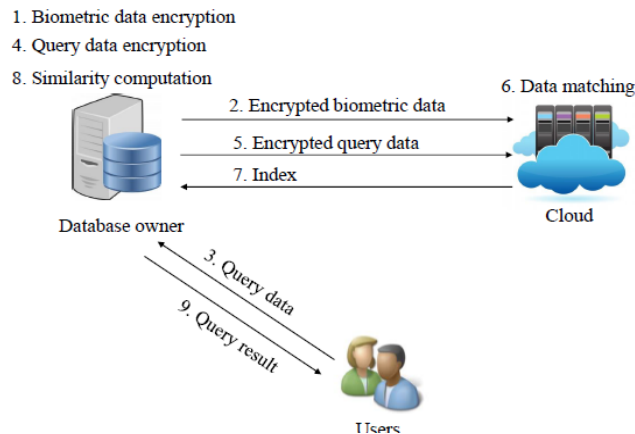 1. Biometric data encryption
4. Query data encryption
8. Similarity computation
6. Data matching
2. Encrypted biometric data
5. Encrypted query data
7. Index
Database owner
Cloud
3. Query data
9. Query result
Users